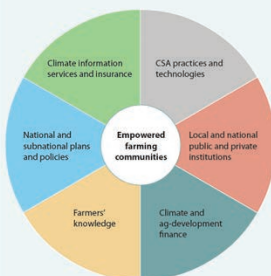 Climate information
services and insurance
CSA practices and
technologies
National and
subnational plans
and policies
Empowered
farming
communities
Local and national
public and private
institutions
Farmers'
knowledge
Climate and
ag-development
finance